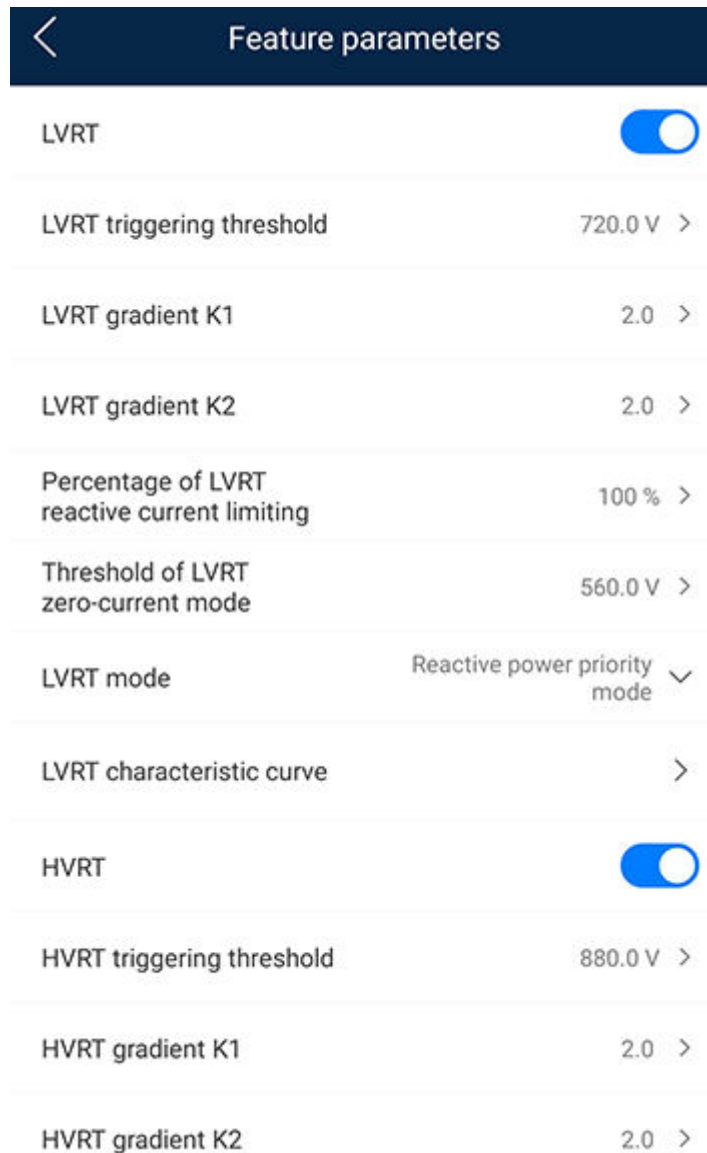 Feature parameters
LVRT
LVRT triggering threshold 720.0 V
LVRT gradient K1 2.0
LVRT gradient K2 2.0
Percentage of LVRT
reactive current limiting 100 %
Threshold of LVRT
zero-current mode 560.0 V
LVRT mode Reactive power priority
mode
LVRT characteristic curve
HVRT
HVRT triggering threshold 880.0 V
HVRT gradient K1 2.0
HVRT gradient K2 2.0